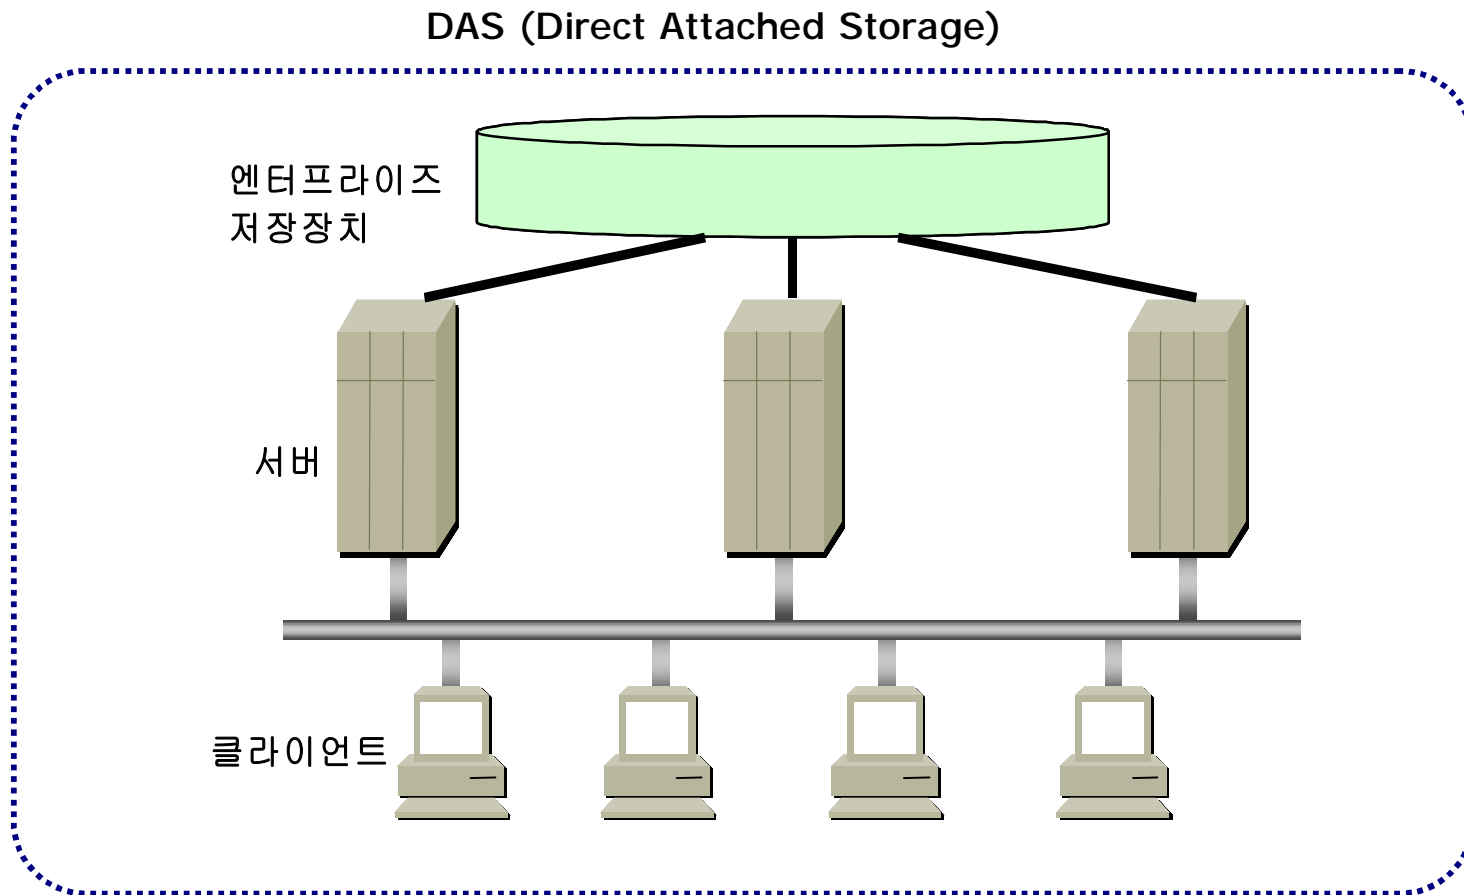 DAS (Direct Attached Storage)
엔터프라이즈
저장장치
서버
클라이언트